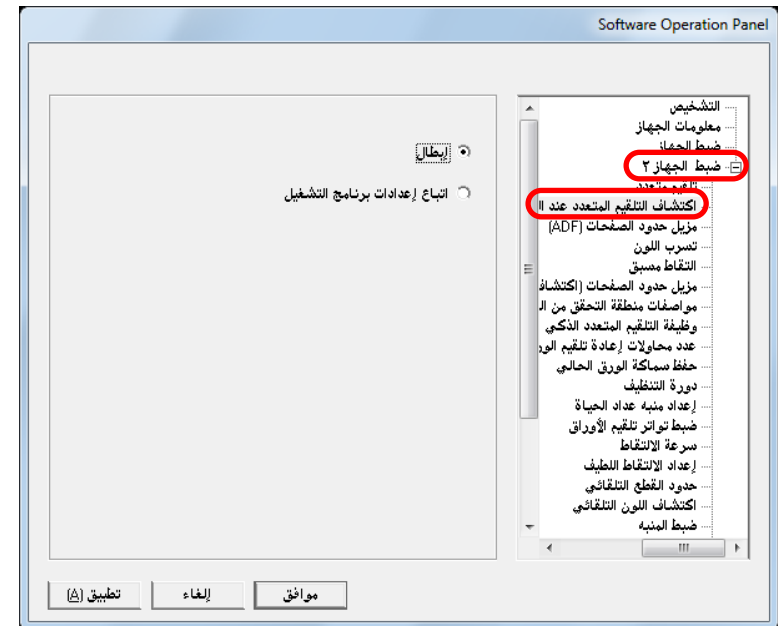 Software Operation Panel
التشخيص
معلومات الجهاز
ضبط الجهاز
ضبط الجهاز ٢
تلقيم متعدد
اكتشاف التلقيم المتعدد عند ا
مزيل حدود الصفحات (ADF)
تسرب اللون
التقاط مسبق
مزيل حدود الصفحات (اكتشاف
مواصفات منطقة التحقق من ا
وظيفة التلقيم المتعدد الذكي
عدد محاولات إعادة تلقيم الور
حفظ سماكة الورق الحالي
دورة التنظيف
إعداد منبه عداد الحياة
ضبط تواتر تلقيم الأوراق
سرعة الالتقاط
إعداد الالتقاط اللطيف
حدود القطع التلقائي
اكتشاف اللون التلقائي
ضبط المنبه
إبطال
اتباع إعدادات برنامج التشغيل
موافق
إلغاء
تطبيق (A)